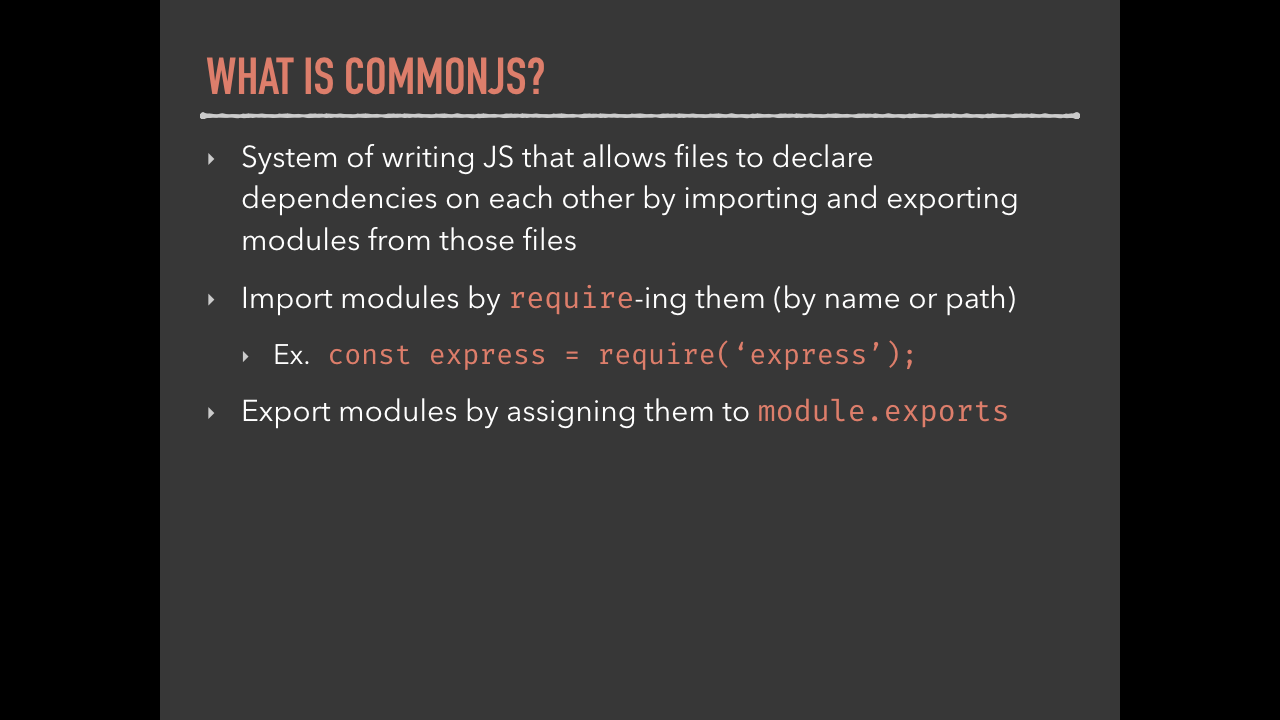 WHAT IS COMMONJS?
‣ System of writing JS that allows files to declare
dependencies on each other by importing and exporting
modules from those files
‣ Import modules by require-ing them (by name or path)
‣ Ex. const express = require(‘express’);
‣ Export modules by assigning them to module.exports